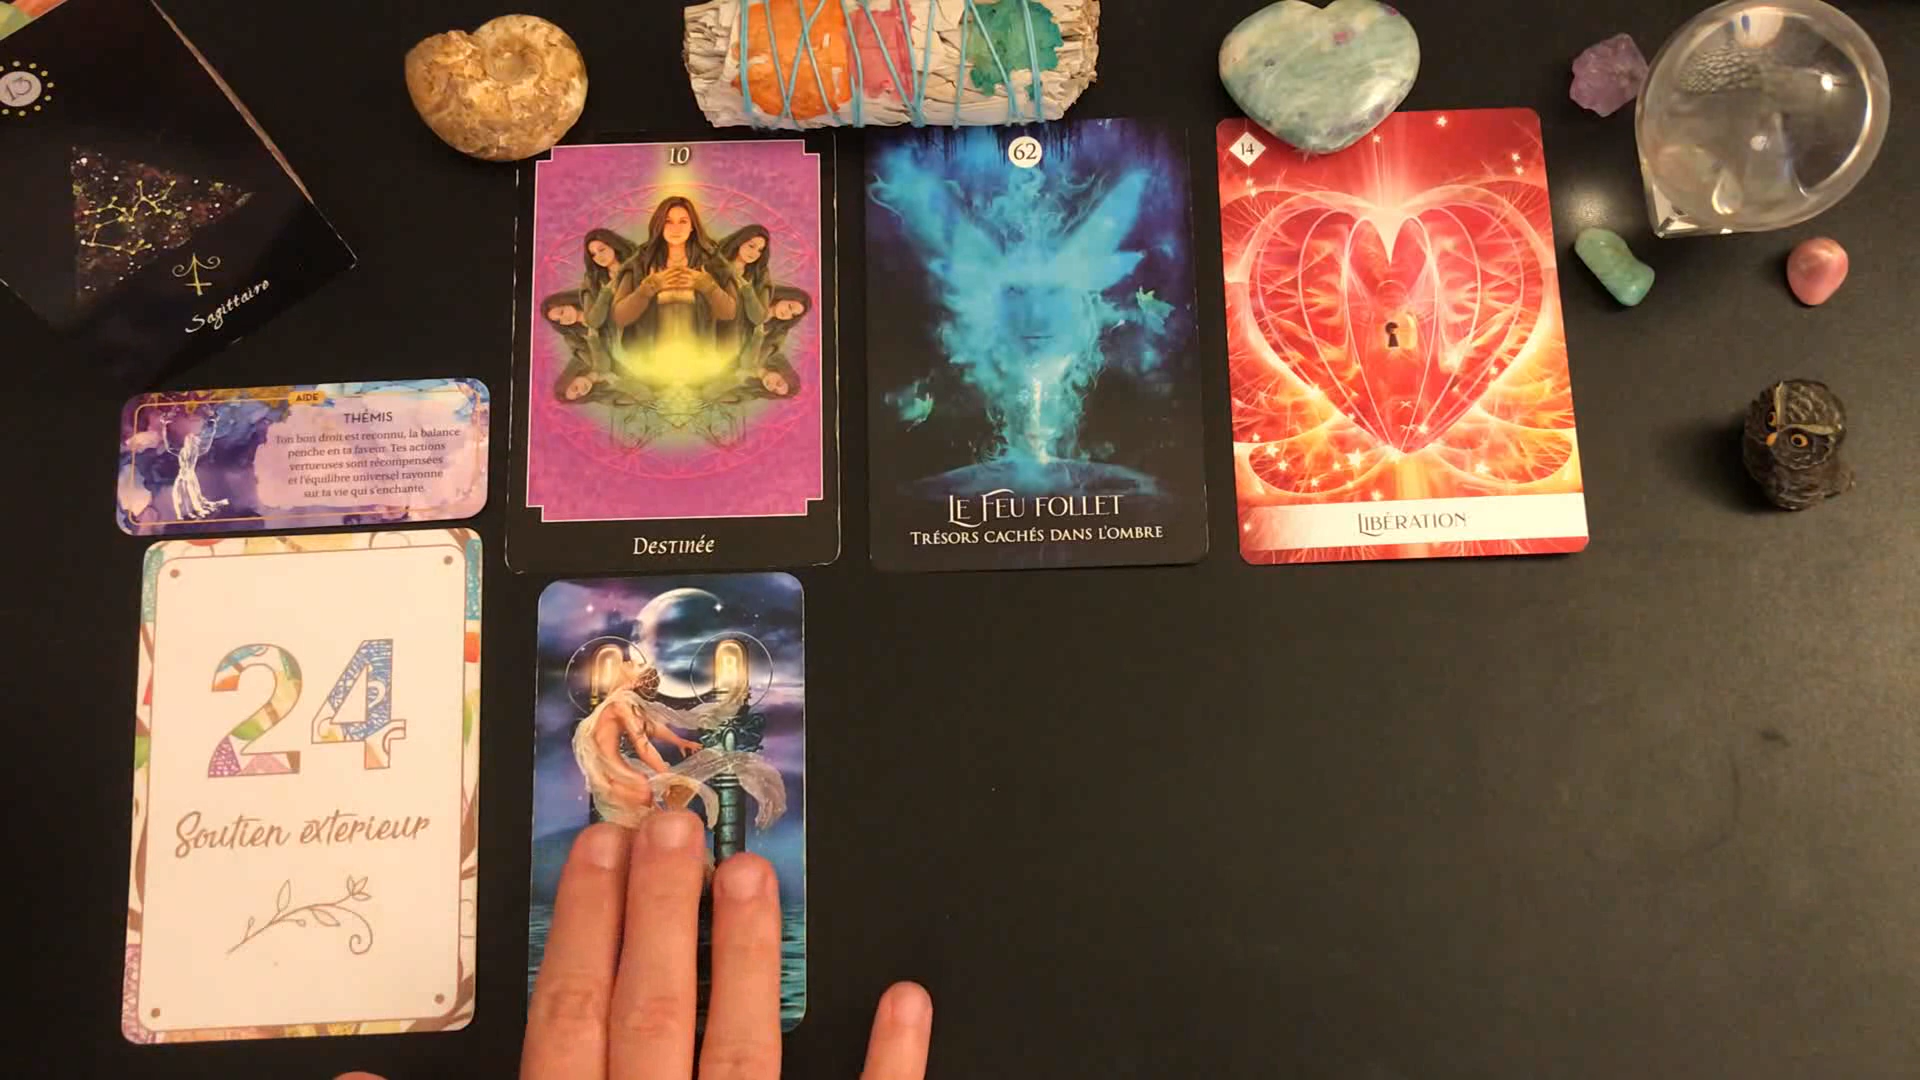 13
Sagittaire
AIDE
THÉMIS
Ton bon droit est reconnu, la balance
penche en ta faveur. Tes actions
vertueuses sont récompensées
et l'équilibre universel rayonne
sur ta vie qui s'enchante.
24
Soutien extérieur
10
Destinée
62
Le Feu follet
Trésors cachés dans l'ombre
14
Libération
B